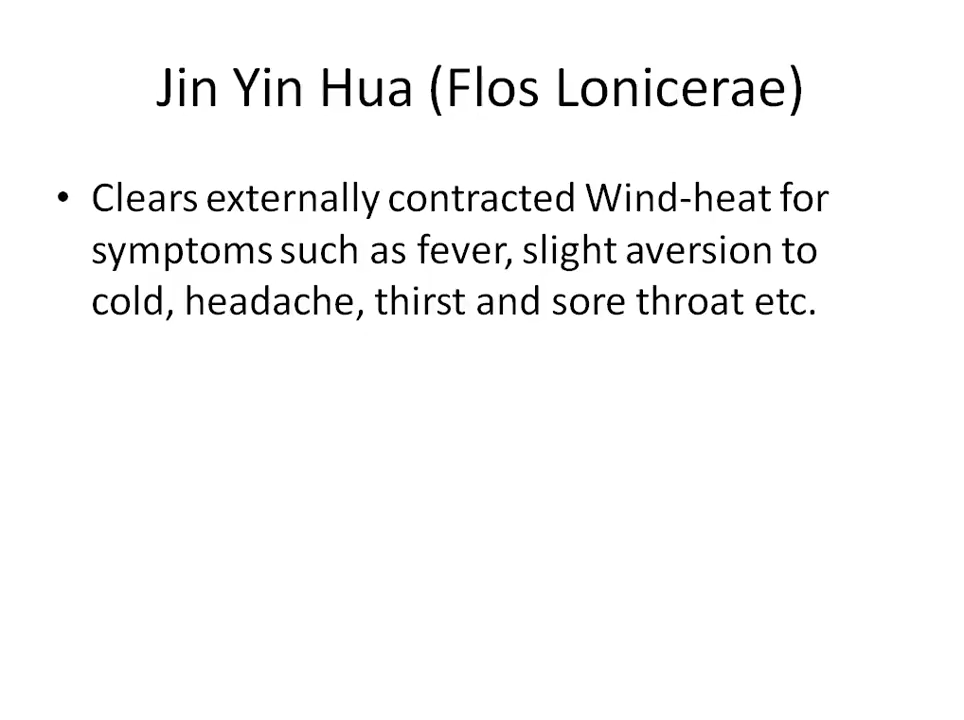 Jin Yin Hua (Flos Lonicerae)
• Clears externally contracted Wind-heat for
symptoms such as fever, slight aversion to
cold, headache, thirst and sore throat etc.